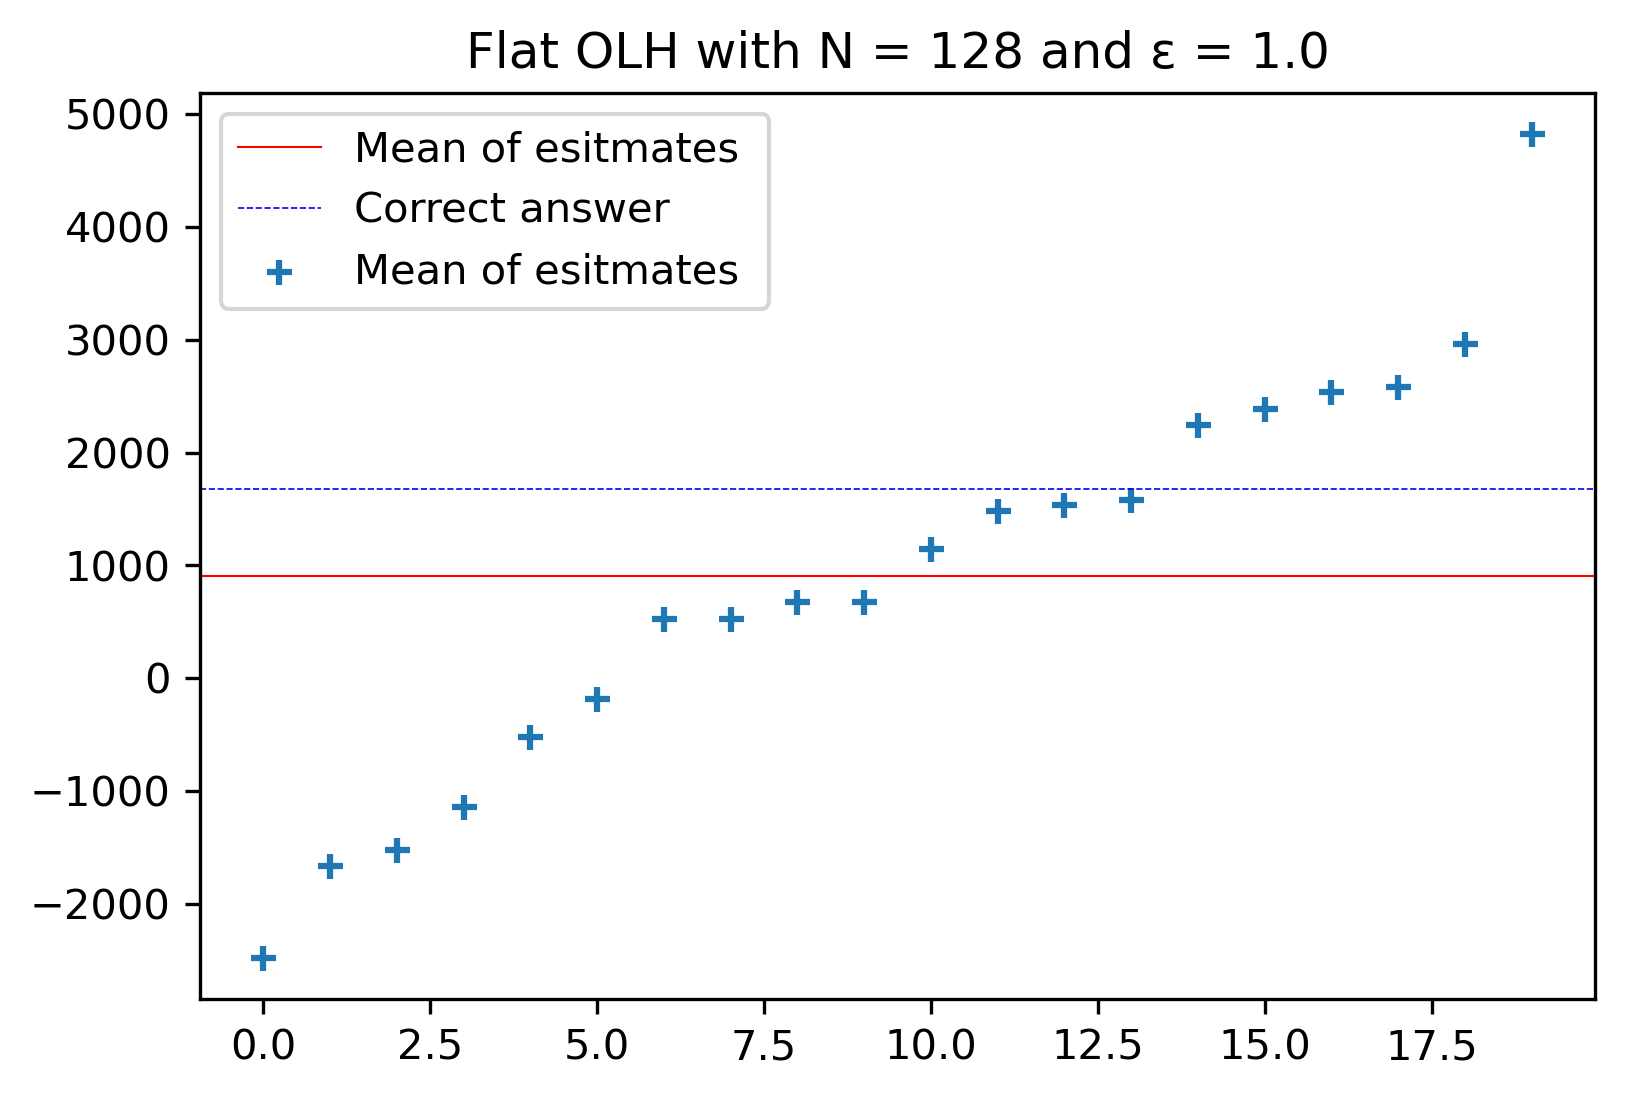 Flat OLH with N = 128 and ε = 1.0
5000
4000
3000
2000
1000
0
−1000
−2000
Mean of esitmates
Correct answer
Mean of esitmates
0.0 2.5 5.0 7.5 10.0 12.5 15.0 17.5